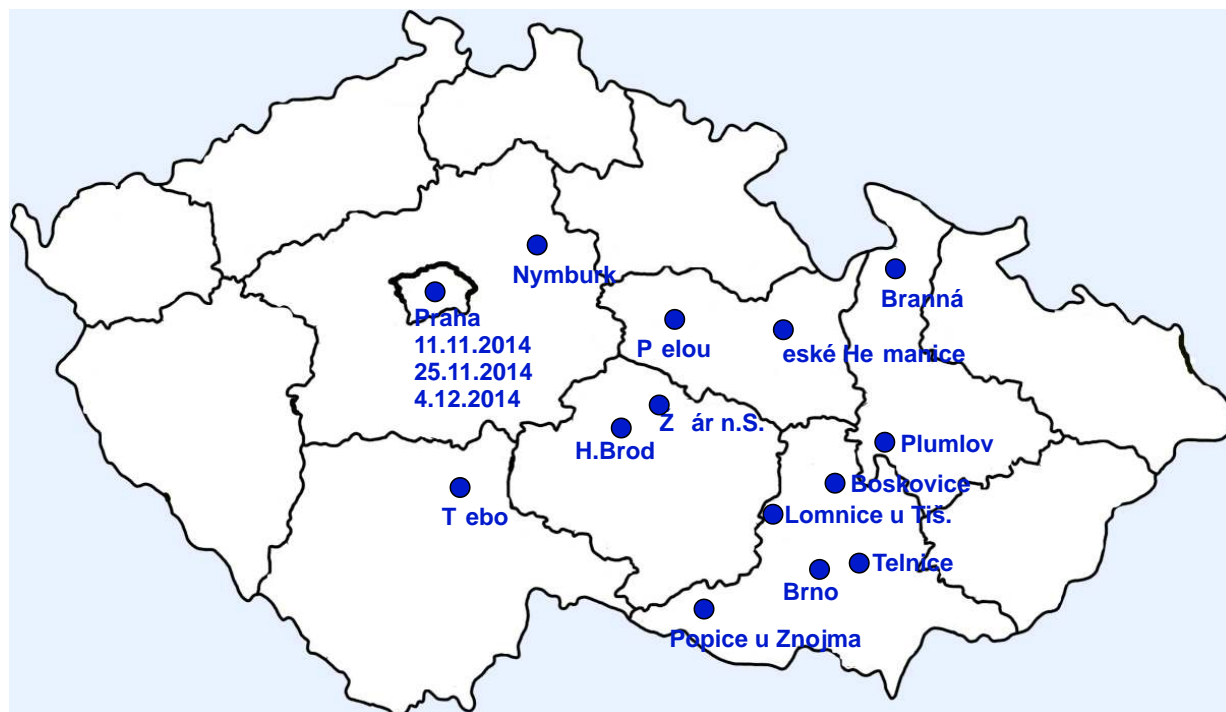 Nymburk
Branná
Praha
11.11.2014
25.11.2014
4.12.2014
P elou
eské He manice
Z ár n.S.
H.Brod
Plumlov
Boskovice
T ebo
Lomnice u Tiš.
Telnice
Brno
Popice u Znojma